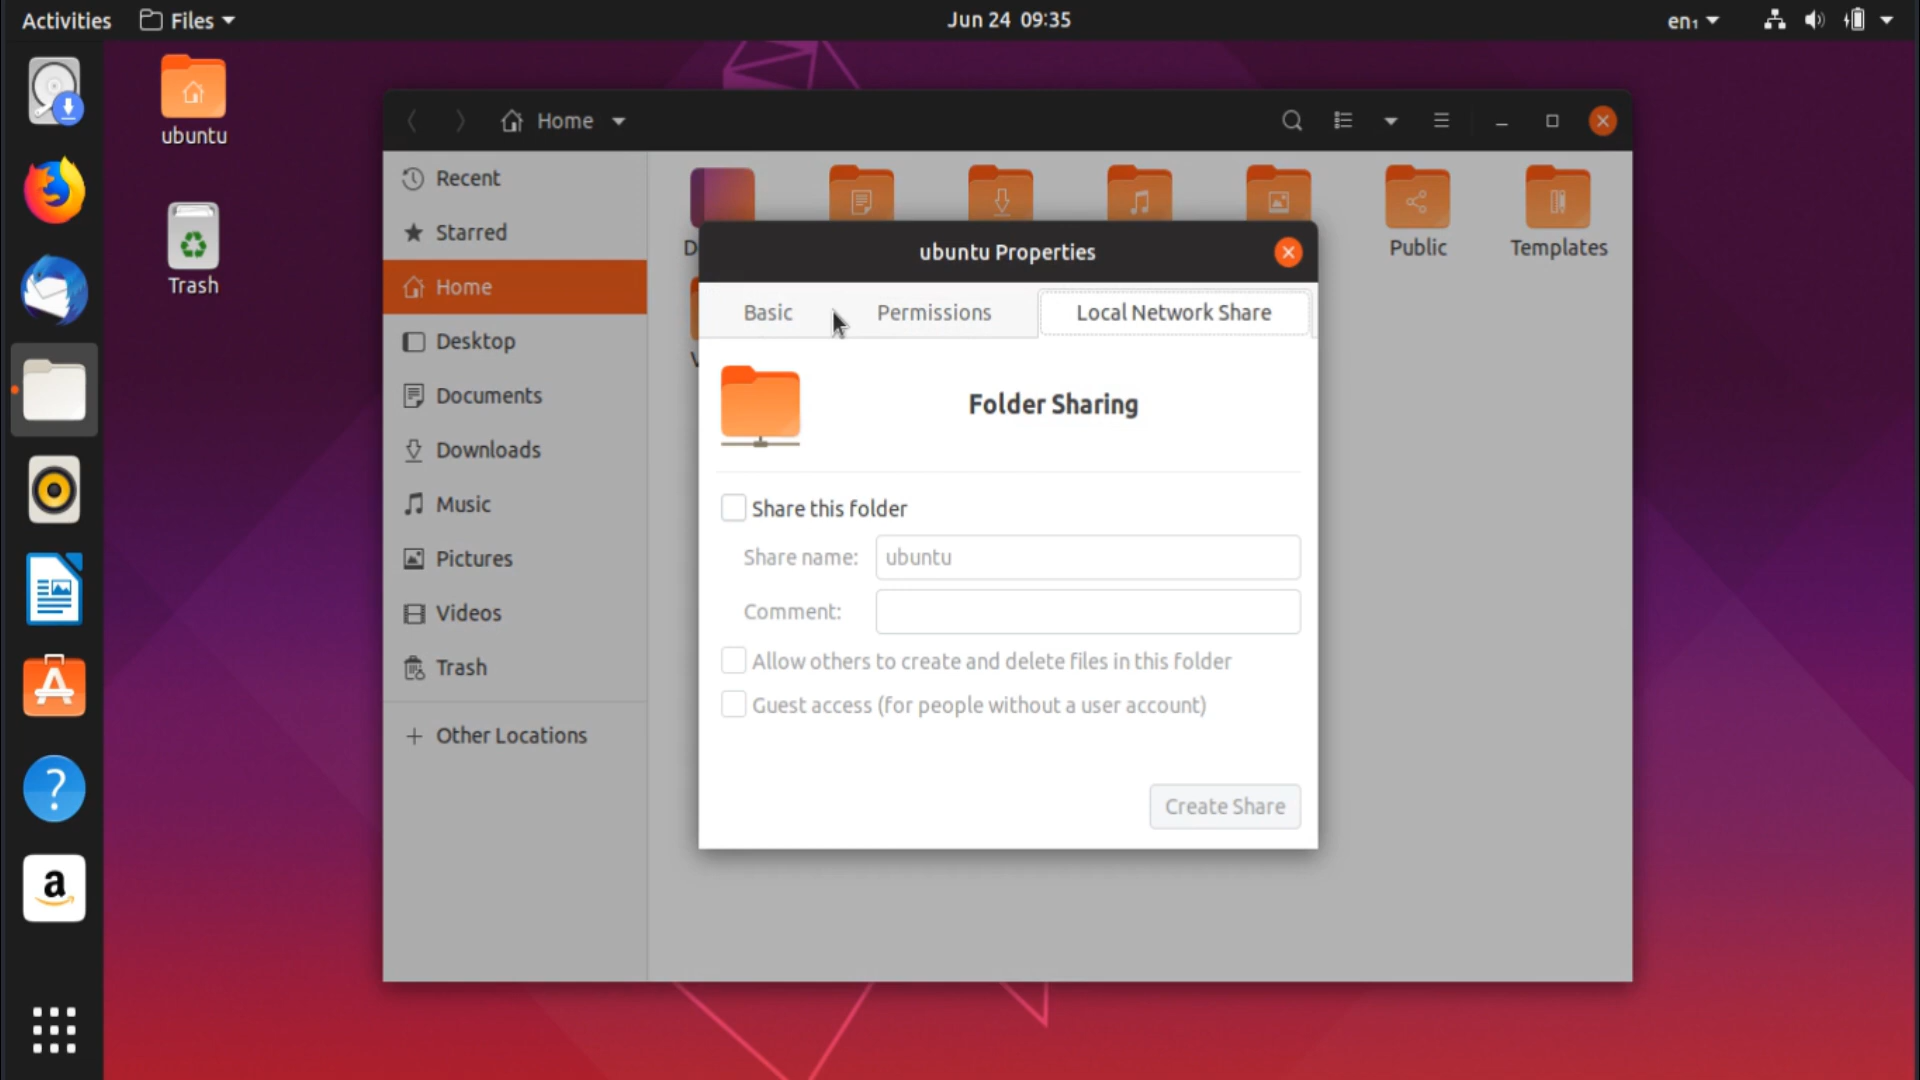 Activities Files Jun 24 09:35 en₁
ubuntu
Trash
Home
Recent
Starred
Home
Desktop
Documents
Downloads
Music
Pictures
Videos
Trash
+ Other Locations
D
Public
Templates
V
ubuntu Properties
Basic Permissions Local Network Share
Folder Sharing
Share this folder
Share name: ubuntu
Comment:
Allow others to create and delete files in this folder
Guest access (for people without a user account)
Create Share